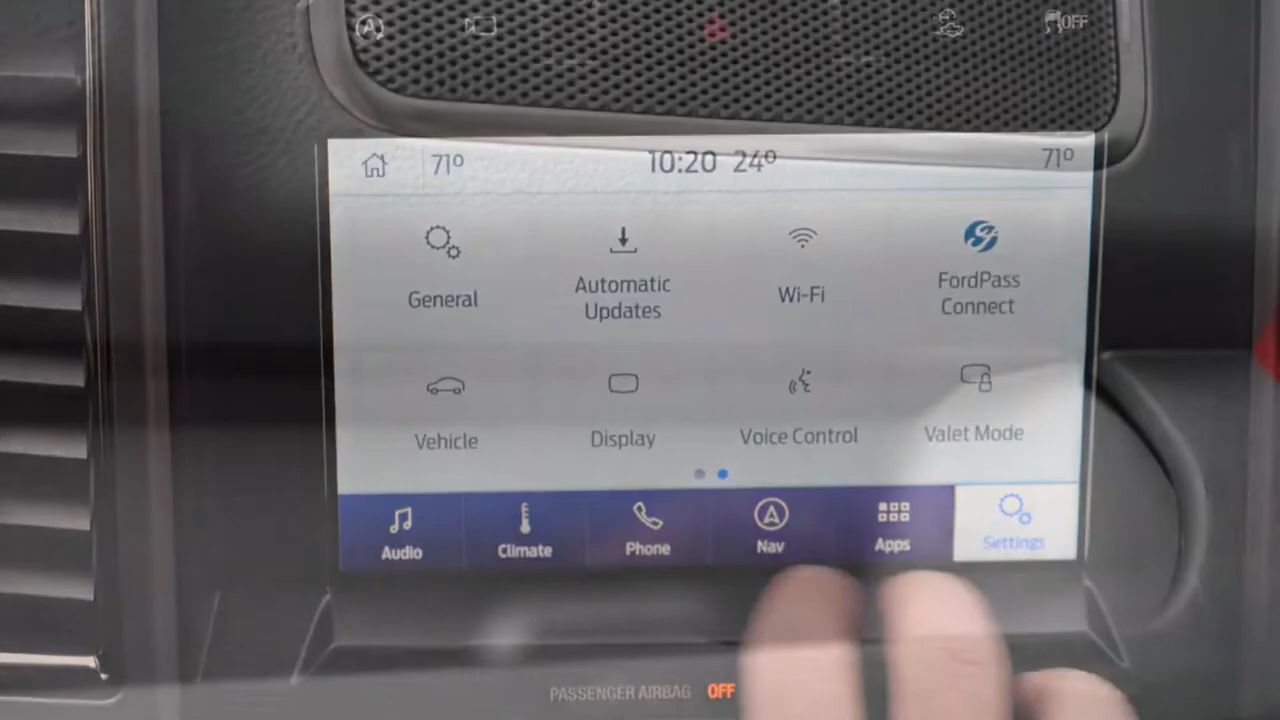 A
OFF
71º
10:20 24º
71º
General
Automatic
Updates
Wi-Fi
FordPass
Connect
Vehicle
Display
Voice Control
Valet Mode
Audio
Climate
Phone
Nav
Apps
Settings
PASSENGER AIRBAG OFF